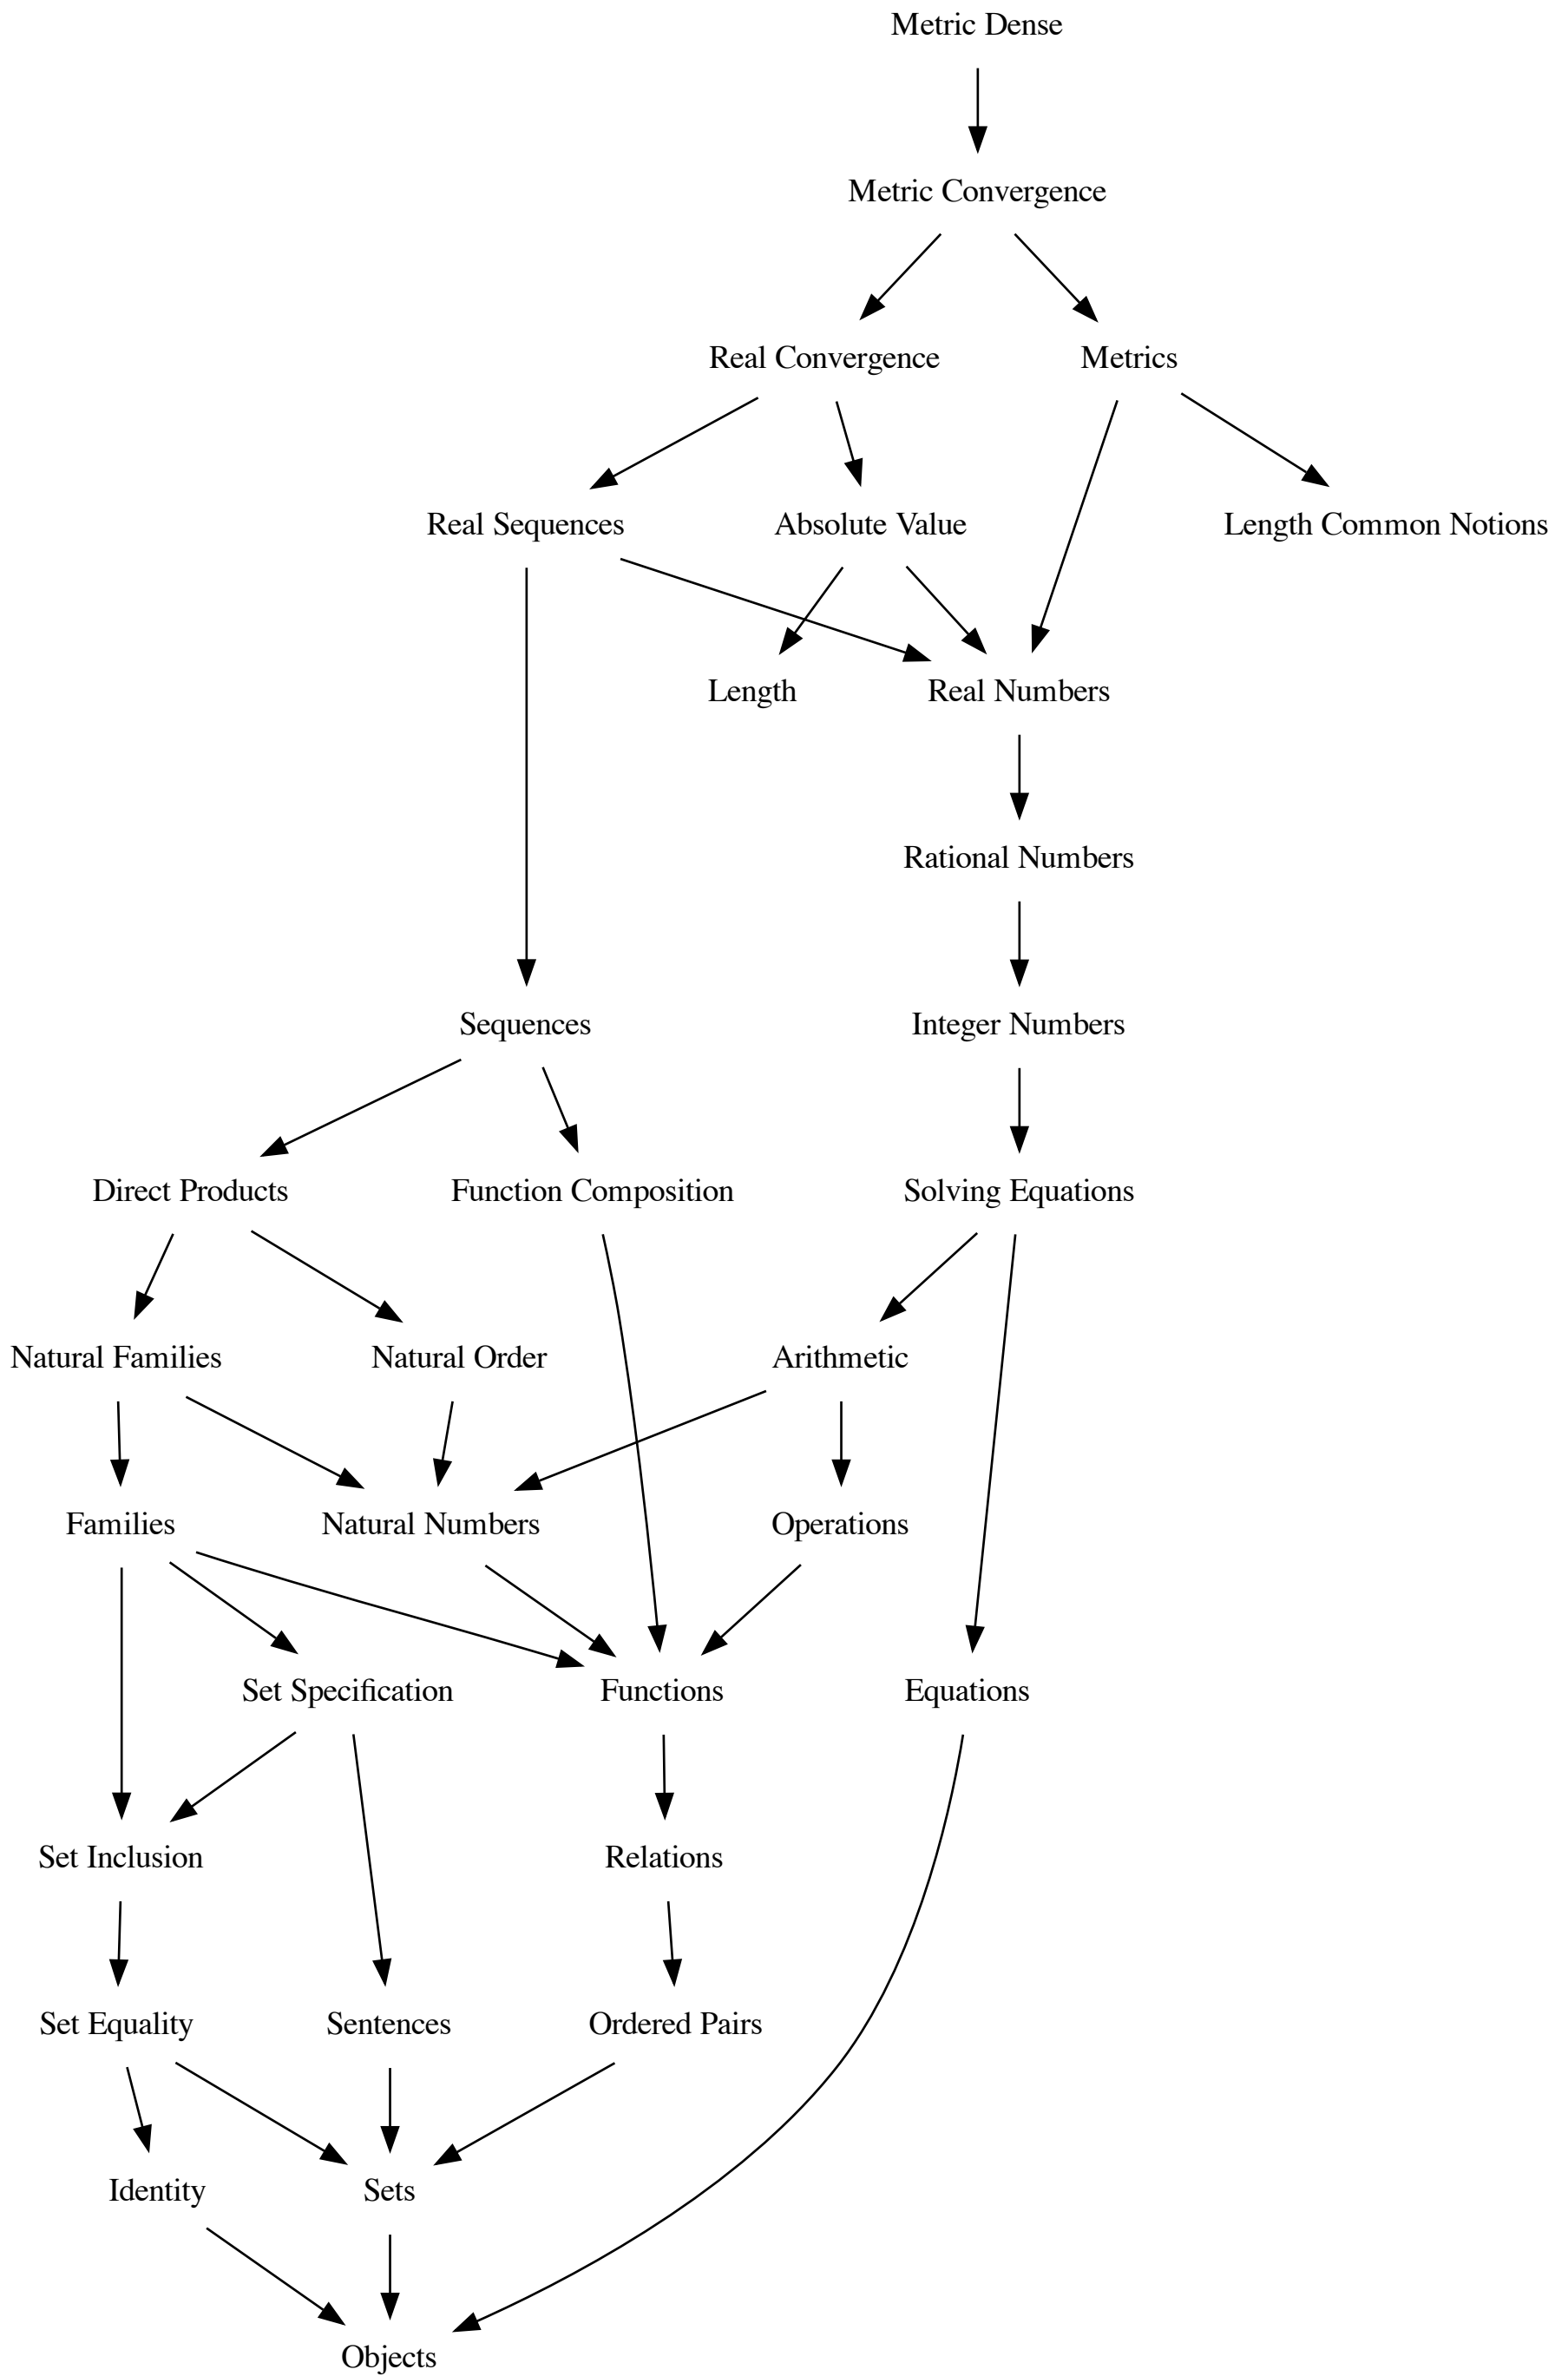 Metric Dense
Metric Convergence
Real Convergence
Metrics
Real Sequences
Absolute Value
Length Common Notions
Length
Real Numbers
Rational Numbers
Sequences
Integer Numbers
Direct Products
Function Composition
Solving Equations
Natural Families
Natural Order
Arithmetic
Families
Natural Numbers
Operations
Set Specification
Functions
Equations
Set Inclusion
Relations
Set Equality
Sentences
Ordered Pairs
Identity
Sets
Objects